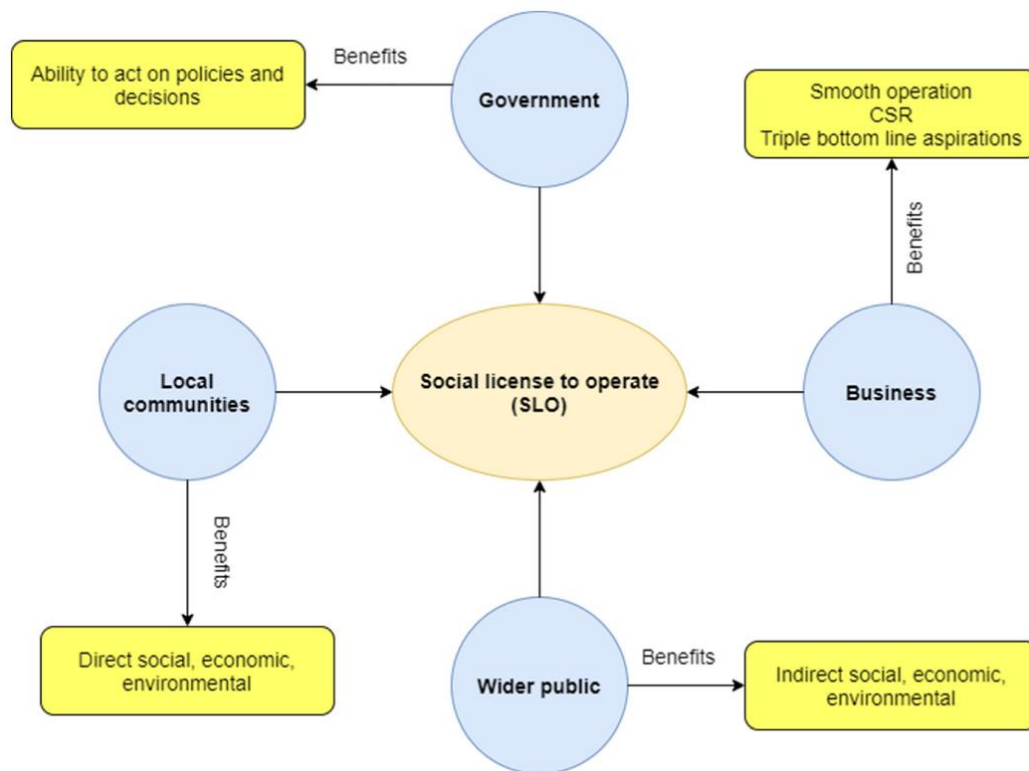 Benefits
Ability to act on policies and
decisions
Government
Smooth operation
CSR
Triple bottom line aspirations
Benefits
Local
communities
Social license to operate
(SLO)
Business
Benefits
Direct social, economic,
environmental
Wider public
Benefits
Indirect social, economic,
environmental